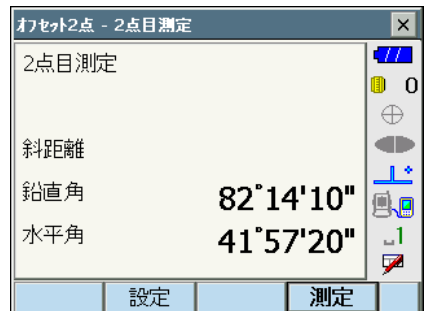 オフセット2点 - 2点目測定
2点目測定
0
斜距離
鉛直角 82°14'10"
水平角 41°57'20"
1
設定 測定